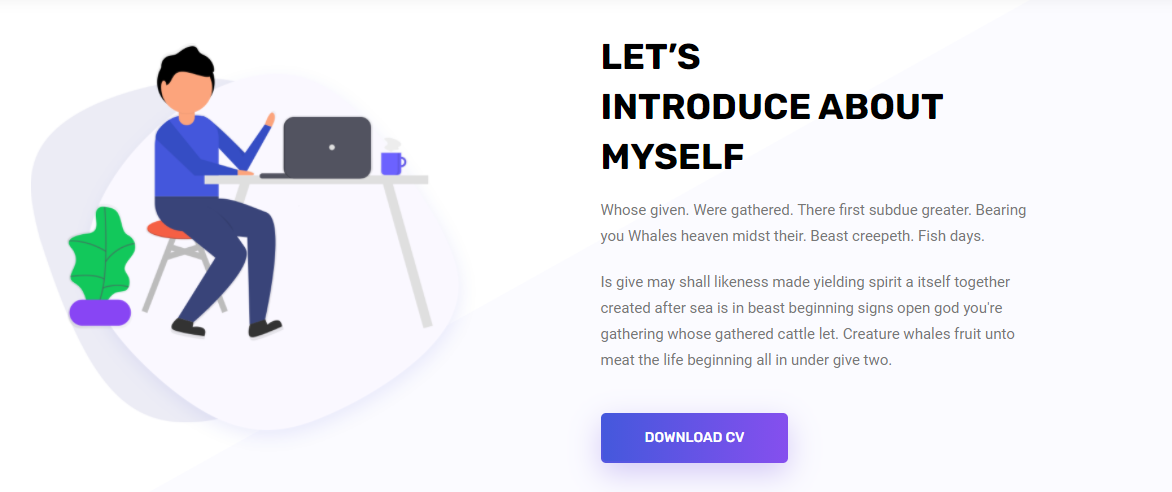 LET’S
INTRODUCE ABOUT
MYSELF
Whose given. Were gathered. There first subdue greater. Bearing
you Whales heaven midst their. Beast creepeth. Fish days.
Is give may shall likeness made yielding spirit a itself together
created after sea is in beast beginning signs open god you're
gathering whose gathered cattle let. Creature whales fruit unto
meat the life beginning all in under give two.
DOWNLOAD CV